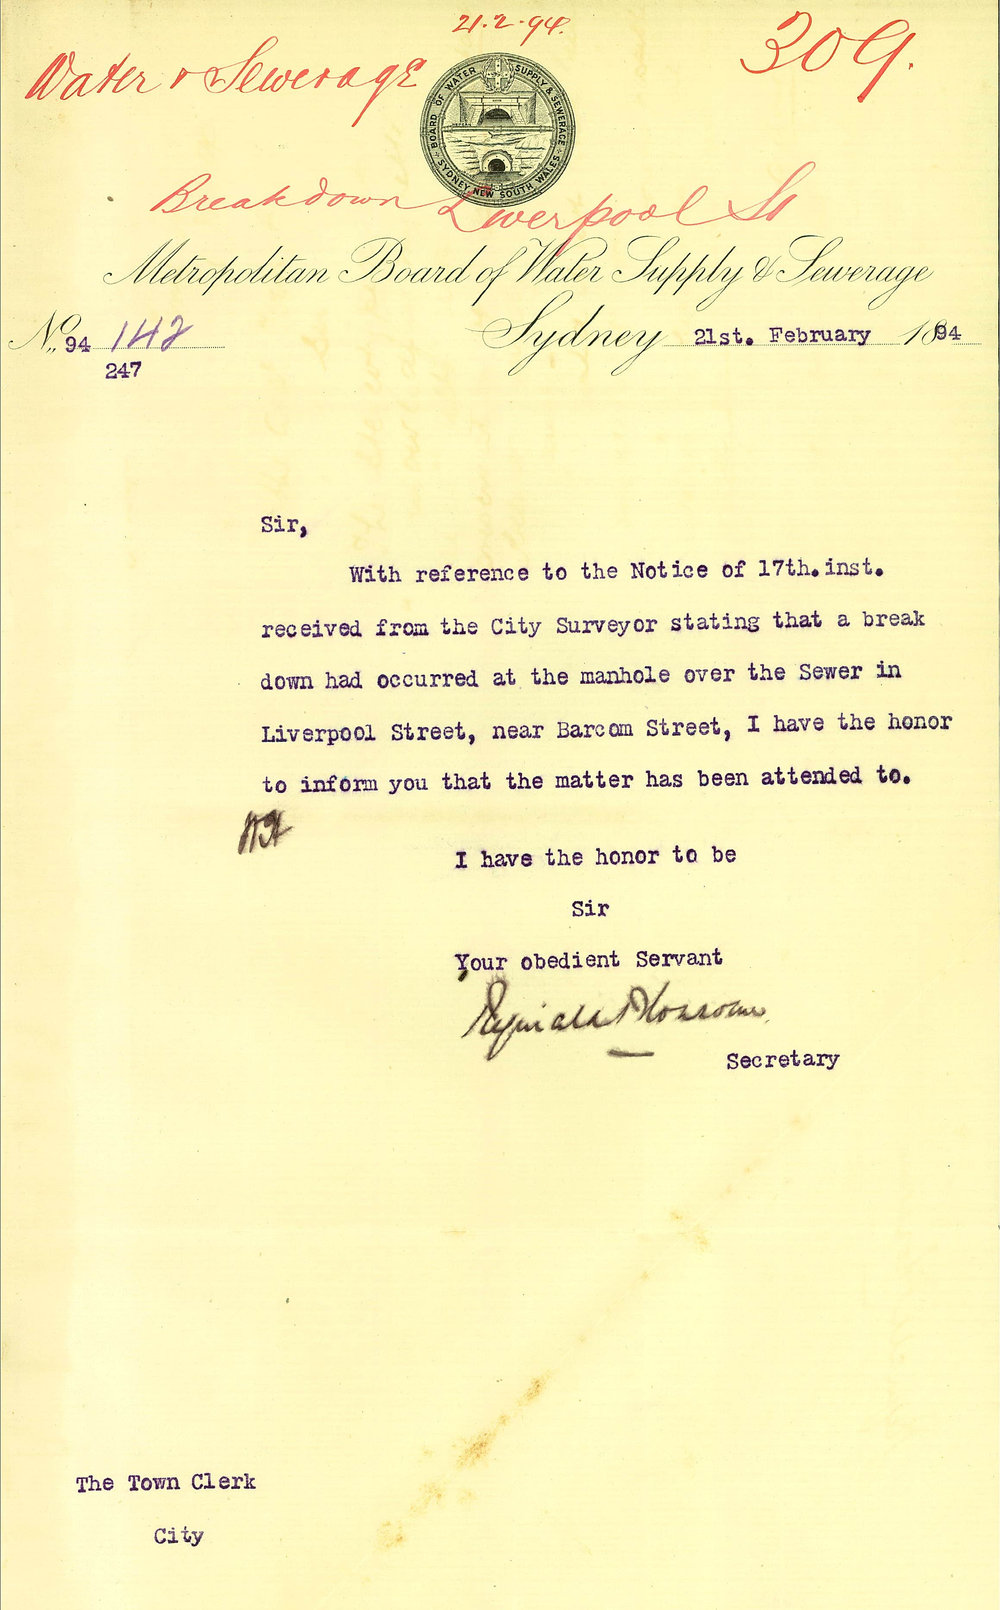 21.2.94.
309.
Water & Sewerage
BOARD OF WATER SUPPLY & SEWERAGE
SYDNEY NEW SOUTH WALES
Breakdown Liverpool St
Metropolitan Board of Water Supply & Sewerage
No. 94 142
247
Sydney 21st. February 1894
Sir,
With reference to the Notice of 17th.inst.
received from the City Surveyor stating that a break
down had occurred at the manhole over the Sewer in
Liverpool Street, near Barcom Street, I have the honor
to inform you that the matter has been attended to.
I have the honor to be
Sir
Your obedient Servant
Reginald
Secretary
The Town Clerk
City